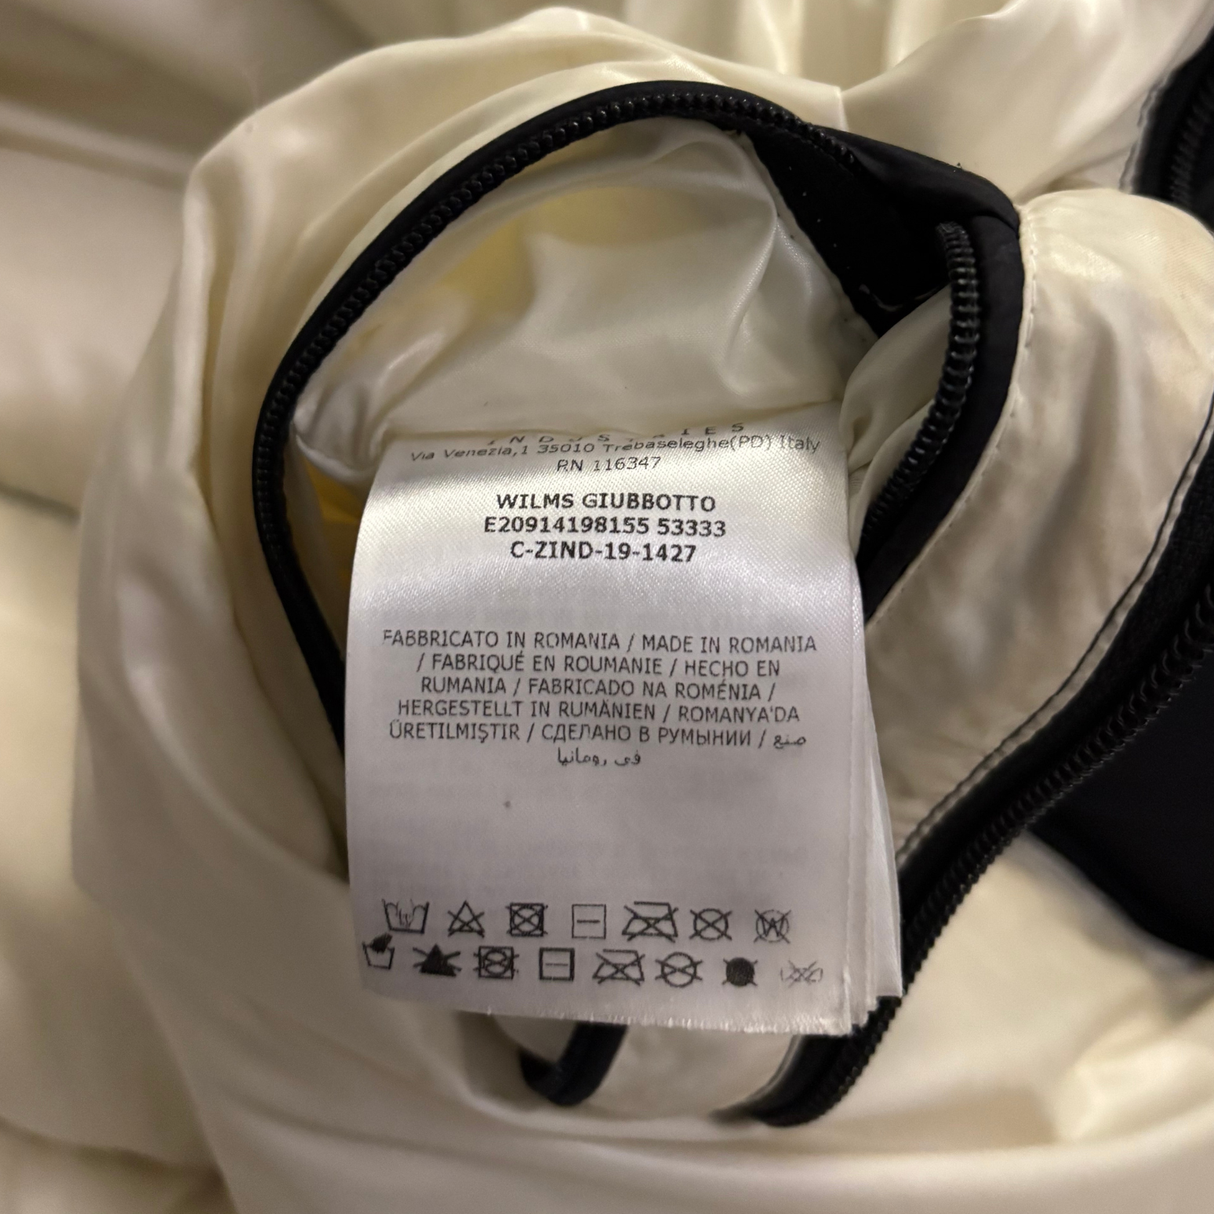 INDUSTRIES
Via Venezia,1 35010 Trebaseleghe(PD) Italy
RN 116347
WILMS GIUBBOTTO
E20914198155 53333
C-ZIND-19-1427
FABBRICATO IN ROMANIA / MADE IN ROMANIA
/ FABRIQUÉ EN ROUMANIE / HECHO EN
RUMANIA / FABRICADO NA ROMÉNIA /
HERGESTELLT IN RUMÄNIEN / ROMANYA'DA
ÜRETILMIŞTIR / СДЕЛАНО В РУМЫНИИ / صنع
في رومانيا